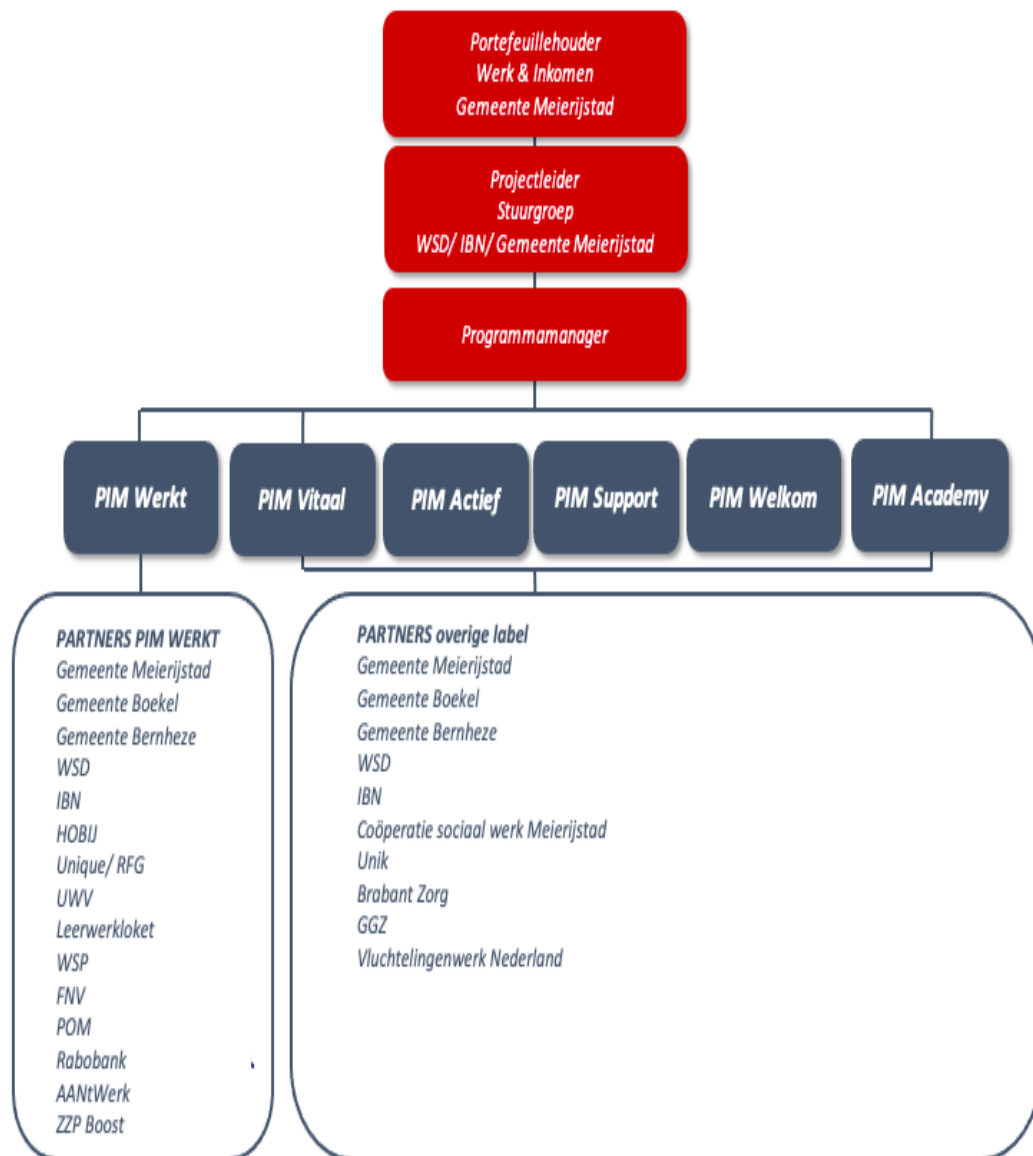 Portefeuillehouder
Werk & Inkomen
Gemeente Meierijstad
Projectleider
Stuurgroep
WSD/ IBN/ Gemeente Meierijstad
Programmamanager
PIM Werkt
PIM Vitaal
PIM Actief
PIM Support
PIM Welkom
PIM Academy
PARTNERS PIM WERKT
Gemeente Meierijstad
Gemeente Boekel
Gemeente Bernheze
WSD
IBN
HOBIJ
Unique/ RFG
UWV
Leerwerkloket
WSP
FNV
POM
Rabobank
AANtWerk
ZZP Boost
PARTNERS overige label
Gemeente Meierijstad
Gemeente Boekel
Gemeente Bernheze
WSD
IBN
Coöperatie sociaal werk Meierijstad
Unik
Brabant Zorg
GGZ
Vluchtelingenwerk Nederland